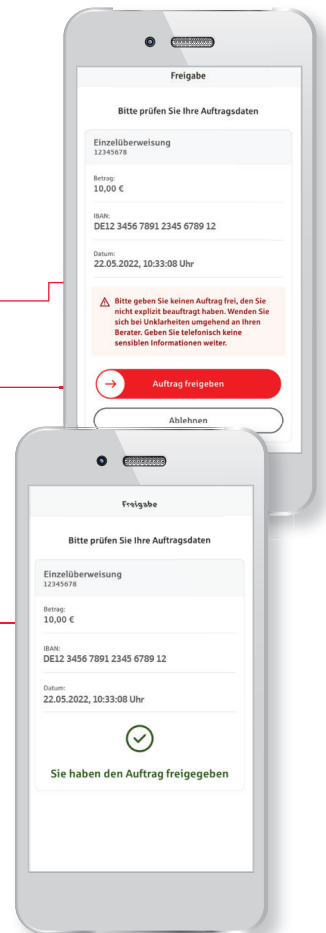 Freigabe
Bitte prüfen Sie Ihre Auftragsdaten
Einzelüberweisung
12345678
Betrag:
10,00 €
IBAN:
DE12 3456 7891 2345 6789 12
Datum:
22.05.2022, 10:33:08 Uhr
Bitte geben Sie keinen Auftrag frei, den Sie
nicht explizit beauftragt haben. Wenden Sie
sich bei Unklarheiten umgehend an Ihren
Berater. Geben Sie telefonisch keine
sensiblen Informationen weiter.
Auftrag freigeben
Ablehnen
Freigabe
Bitte prüfen Sie Ihre Auftragsdaten
Einzelüberweisung
12345678
Betrag:
10,00 €
IBAN:
DE12 3456 7891 2345 6789 12
Datum:
22.05.2022, 10:33:08 Uhr
Sie haben den Auftrag freigegeben